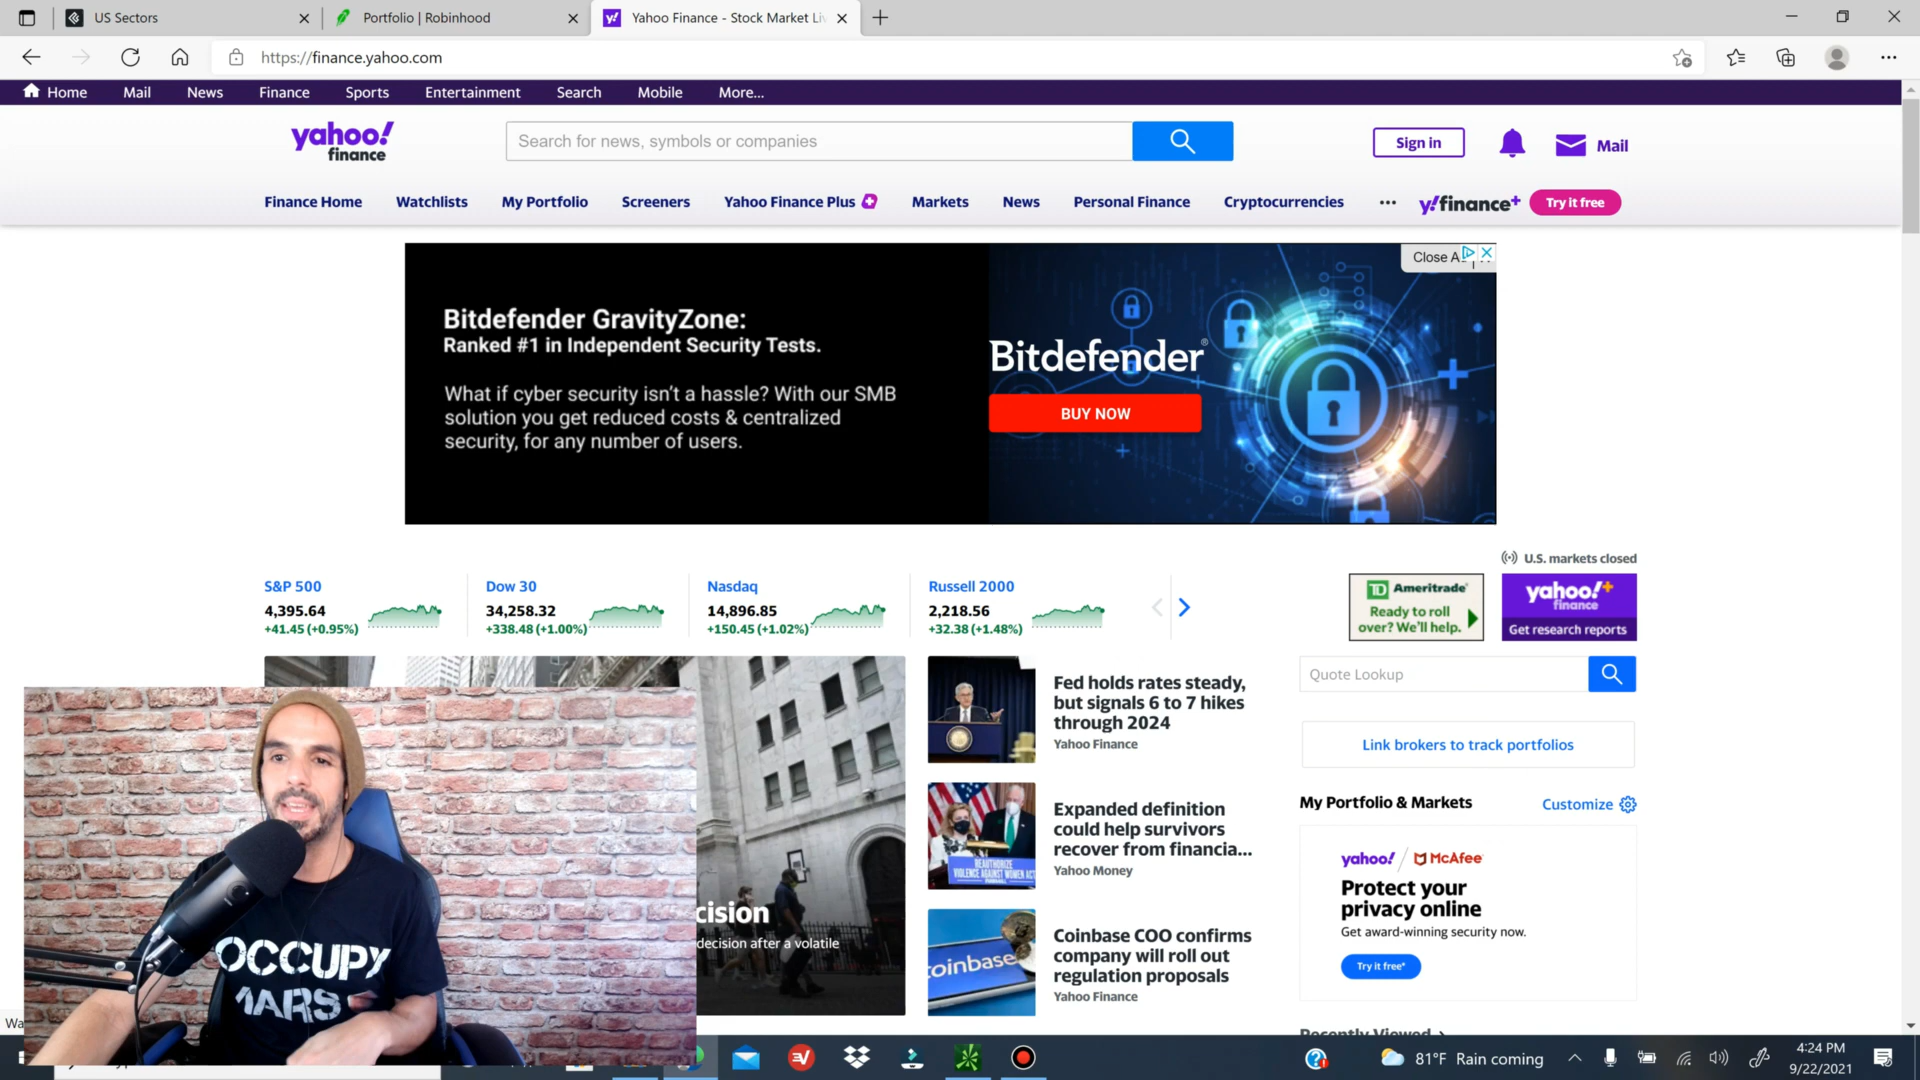 US Sectors
Portfolio | Robinhood
Yahoo Finance - Stock Market Li
https://finance.yahoo.com
Home Mail News Finance Sports Entertainment Search Mobile More...
yahoo!
finance
Search for news, symbols or companies
Sign in
Mail
Finance Home Watchlists My Portfolio Screeners Yahoo Finance Plus Markets News Personal Finance Cryptocurrencies ... y!finance+ Try it free
Close A
Bitdefender GravityZone:
Ranked #1 in Independent Security Tests.
What if cyber security isn't a hassle? With our SMB
solution you get reduced costs & centralized
security, for any number of users.
Bitdefender®
BUY NOW
U.S. markets closed
S&P 500
4,395.64
+41.45 (+0.95%)
Dow 30
34,258.32
+338.48 (+1.00%)
Nasdaq
14,896.85
+150.45 (+1.02%)
Russell 2000
2,218.56
+32.38 (+1.48%)
TD Ameritrade
Ready to roll
over? We'll help.
yahoo!+
finance
Get research reports
cision
decision after a volatile
Fed holds rates steady,
but signals 6 to 7 hikes
through 2024
Yahoo Finance
REAUTHORIZE
VIOLENCE AGAINST WOMEN ACT
Expanded definition
could help survivors
recover from financia...
Yahoo Money
coinbase
Coinbase COO confirms
company will roll out
regulation proposals
Yahoo Finance
Quote Lookup
Link brokers to track portfolios
My Portfolio & Markets
Customize
yahoo! / McAfee
Protect your
privacy online
Get award-winning security now.
Try it free*
Recently Viewed >
OCCUPY
MARS
Wa
81°F Rain coming
4:24 PM
9/22/2021